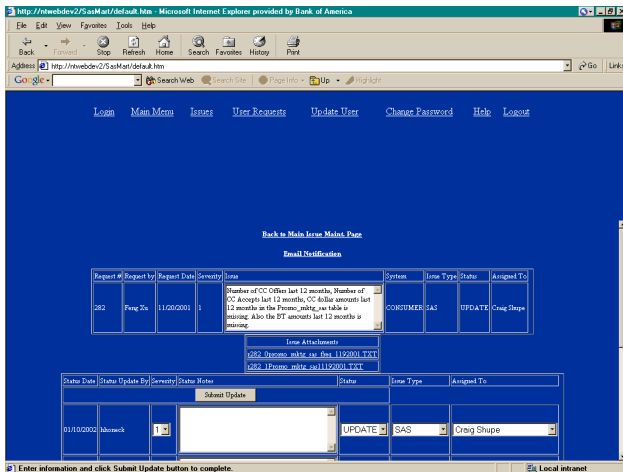 http://ntwebdev2/SasMart/default.htm - Microsoft Internet Explorer provided by Bank of America
File Edit View Favorites Tools Help
Back Forward Stop Refresh Home Search Favorites History Print
Address http://ntwebdev2/SasMart/default.htm Go Links
Google Search Web Search Site Page Info Up Highlight
Login Main Menu Issues User Requests Update User Change Password Help Logout
Back to Main Issue Maint. Page
Email Notification
Request # Request by Request Date Severity Issue System Issue Type Status Assigned To
282 Feng Xu 11/20/2001 1 Number of CC Offers last 12 months, Number of CC Accepts last 12 months, CC dollar amounts last 12 months in the Promo_mktg_sas table is missing. Also the BT amounts last 12 months is missing. CONSUMER SAS UPDATE Craig Shupe
Issue Attachments
r282_0promo_mktg_sas_freq_1192001.TXT
r282_1Promo_mktg_sas11192001.TXT
Status Date Status Update By Severity Status Notes Status Issue Type Assigned To
Submit Update
01/10/2002 hkoneck 1 UPDATE SAS Craig Shupe
Enter information and click Submit Update button to complete. Local intranet